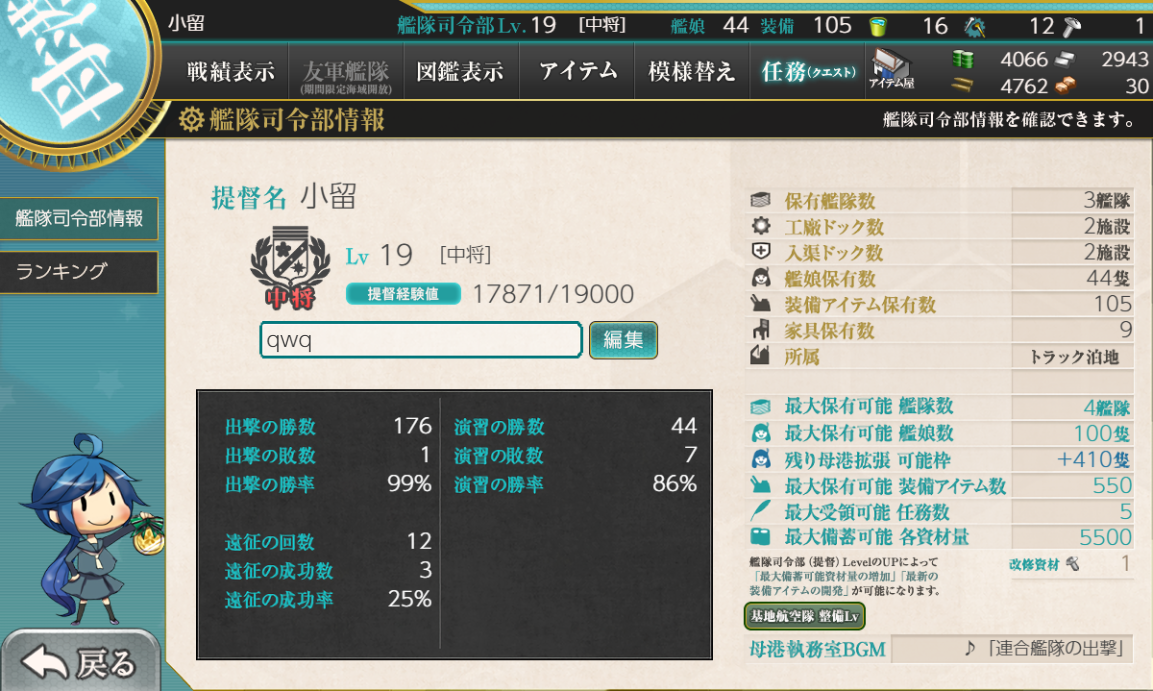 小留 艦隊司令部Lv.19 [中将] 艦娘 44 装備 105 16 12 1
戦績表示 友軍艦隊 図鑑表示 アイテム 模様替え 任務(クエスト) アイテム屋 4066 2943
(期間限定海域開放) 4762 30
艦隊司令部情報 艦隊司令部情報を確認できます。
艦隊司令部情報
ランキング
提督名 小留
中将
Lv 19 [中将]
提督経験値 17871/19000
qwq 編集
出撃の勝数 176 演習の勝数 44
出撃の敗数 1 演習の敗数 7
出撃の勝率 99% 演習の勝率 86%
遠征の回数 12
遠征の成功数 3
遠征の成功率 25%
保有艦隊数 3艦隊
工廠ドック数 2施設
入渠ドック数 2施設
艦娘保有数 44隻
装備アイテム保有数 105
家具保有数 9
所属 トラック泊地
最大保有可能 艦隊数 4艦隊
最大保有可能 艦娘数 100隻
残り母港拡張 可能枠 +410隻
最大保有可能 装備アイテム数 550
最大受領可能 任務数 5
最大備蓄可能 各資材量 5500
艦隊司令部(提督)LevelのUPによって
「最大備蓄可能資材量の増加」「最新の
装備アイテムの開発」が可能になります。
改修資材 1
基地航空隊 整備Lv
母港執務室BGM ♪「連合艦隊の出撃」
戻る